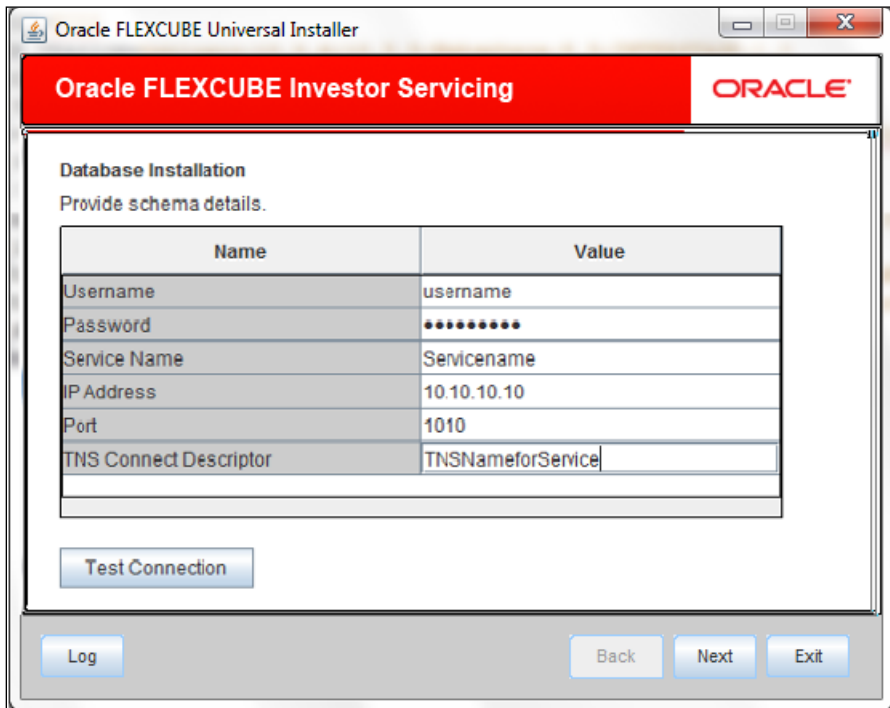 Oracle FLEXCUBE Universal Installer
Oracle FLEXCUBE Investor Servicing
ORACLE
Database Installation
Provide schema details.
Name Value
Username username
Password •••••••••
Service Name Servicename
IP Address 10.10.10.10
Port 1010
TNS Connect Descriptor TNSNameforService
Test Connection
Log Back Next Exit